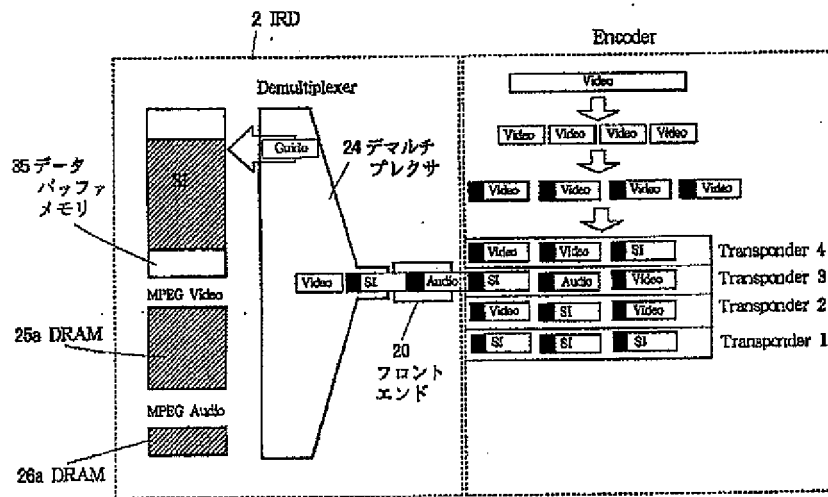 2 IRD
Encoder
Demultiplexer
Video
Video Video Video Video
Video Video Video Video
Guido
24 デマルチ
プレクサ
35 データ
バッファ
メモリ
SI
MPEG Video
25a DRAM
MPEG Audio
26a DRAM
Video SI Audio
20
フロント
エンド
Video Video SI Transponder 4
SI Audio Video Transponder 3
Video SI Video Transponder 2
SI SI SI Transponder 1